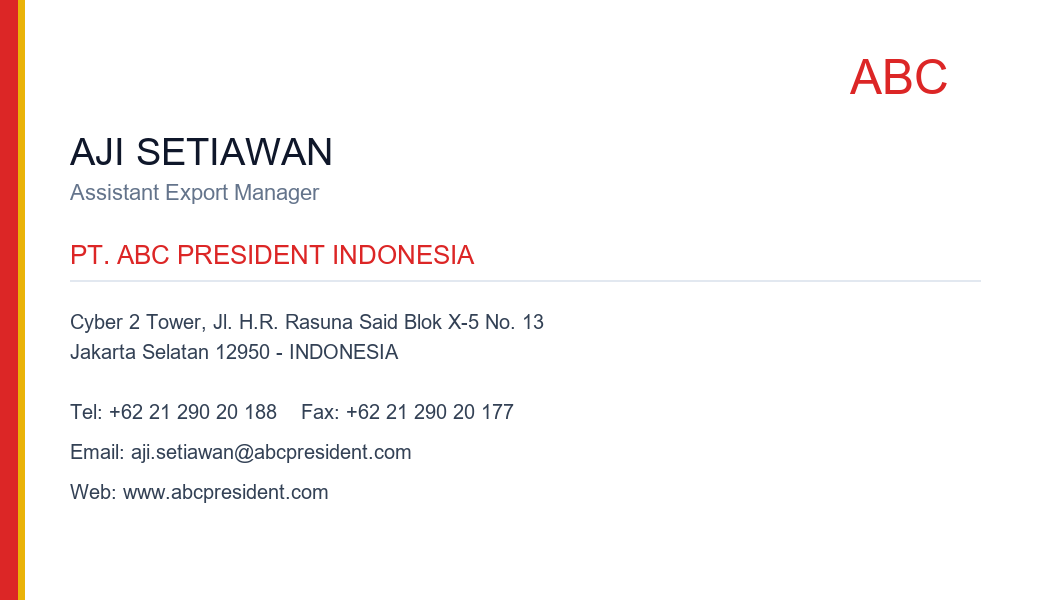 ABC
AJI SETIAWAN
Assistant Export Manager
PT. ABC PRESIDENT INDONESIA
Cyber 2 Tower, Jl. H.R. Rasuna Said Blok X-5 No. 13
Jakarta Selatan 12950 - INDONESIA
Tel: +62 21 290 20 188    Fax: +62 21 290 20 177
Email: aji.setiawan@abcpresident.com
Web: www.abcpresident.com